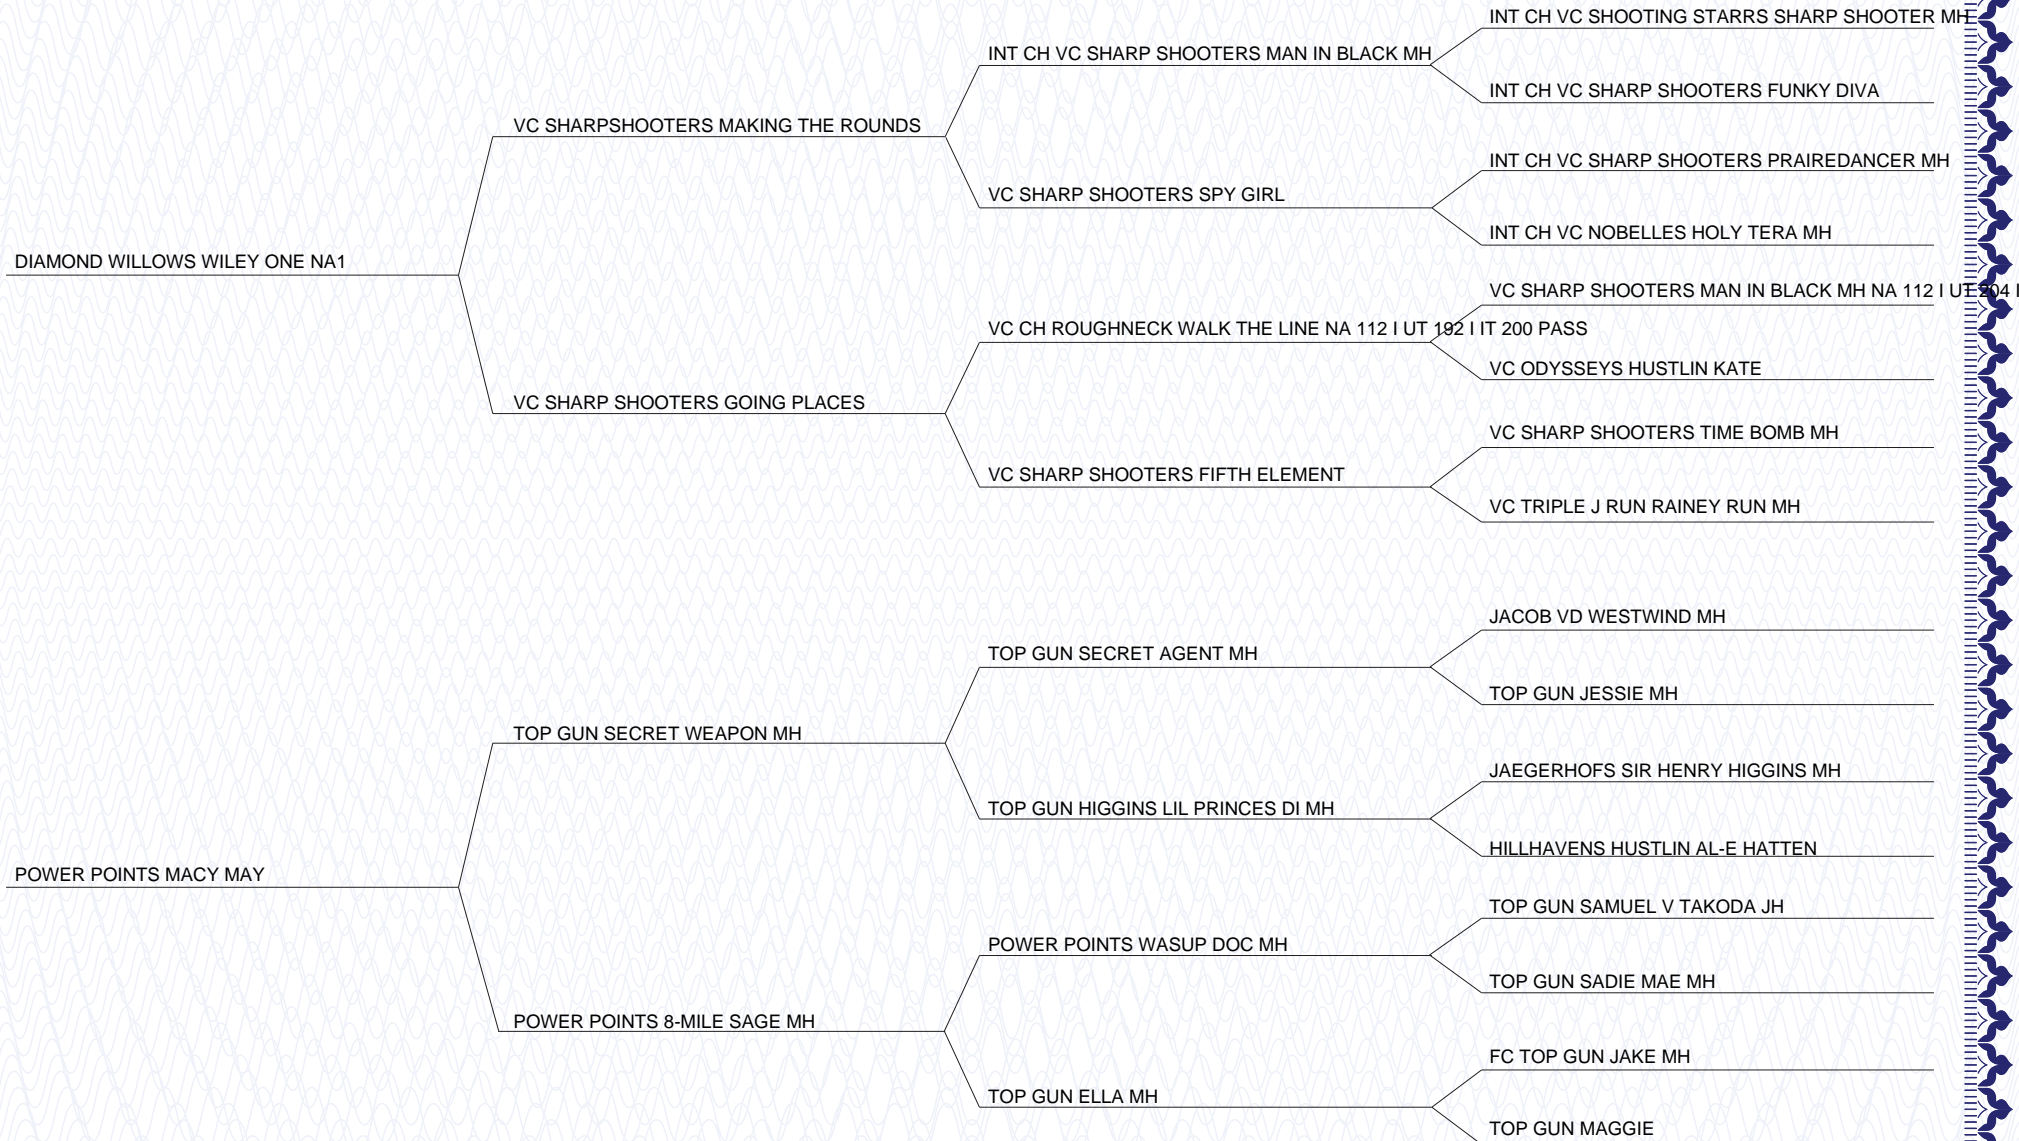 INT CH VC SHOOTING STARRS SHARP SHOOTER MH
INT CH VC SHARP SHOOTERS MAN IN BLACK MH
INT CH VC SHARP SHOOTERS FUNKY DIVA
VC SHARPSHOOTERS MAKING THE ROUNDS
INT CH VC SHARP SHOOTERS PRAIREDANCER MH
VC SHARP SHOOTERS SPY GIRL
INT CH VC NOBELLES HOLY TERA MH
DIAMOND WILLOWS WILEY ONE NA1
VC SHARP SHOOTERS MAN IN BLACK MH NA 112 I UT 204 I
VC CH ROUGHNECK WALK THE LINE NA 112 I UT 192 I IT 200 PASS
VC ODYSSEYS HUSTLIN KATE
VC SHARP SHOOTERS GOING PLACES
VC SHARP SHOOTERS TIME BOMB MH
VC SHARP SHOOTERS FIFTH ELEMENT
VC TRIPLE J RUN RAINEY RUN MH
JACOB VD WESTWIND MH
TOP GUN SECRET AGENT MH
TOP GUN JESSIE MH
TOP GUN SECRET WEAPON MH
JAEGERHOFS SIR HENRY HIGGINS MH
TOP GUN HIGGINS LIL PRINCES DI MH
HILLHAVENS HUSTLIN AL-E HATTEN
POWER POINTS MACY MAY
TOP GUN SAMUEL V TAKODA JH
POWER POINTS WASUP DOC MH
TOP GUN SADIE MAE MH
POWER POINTS 8-MILE SAGE MH
FC TOP GUN JAKE MH
TOP GUN ELLA MH
TOP GUN MAGGIE